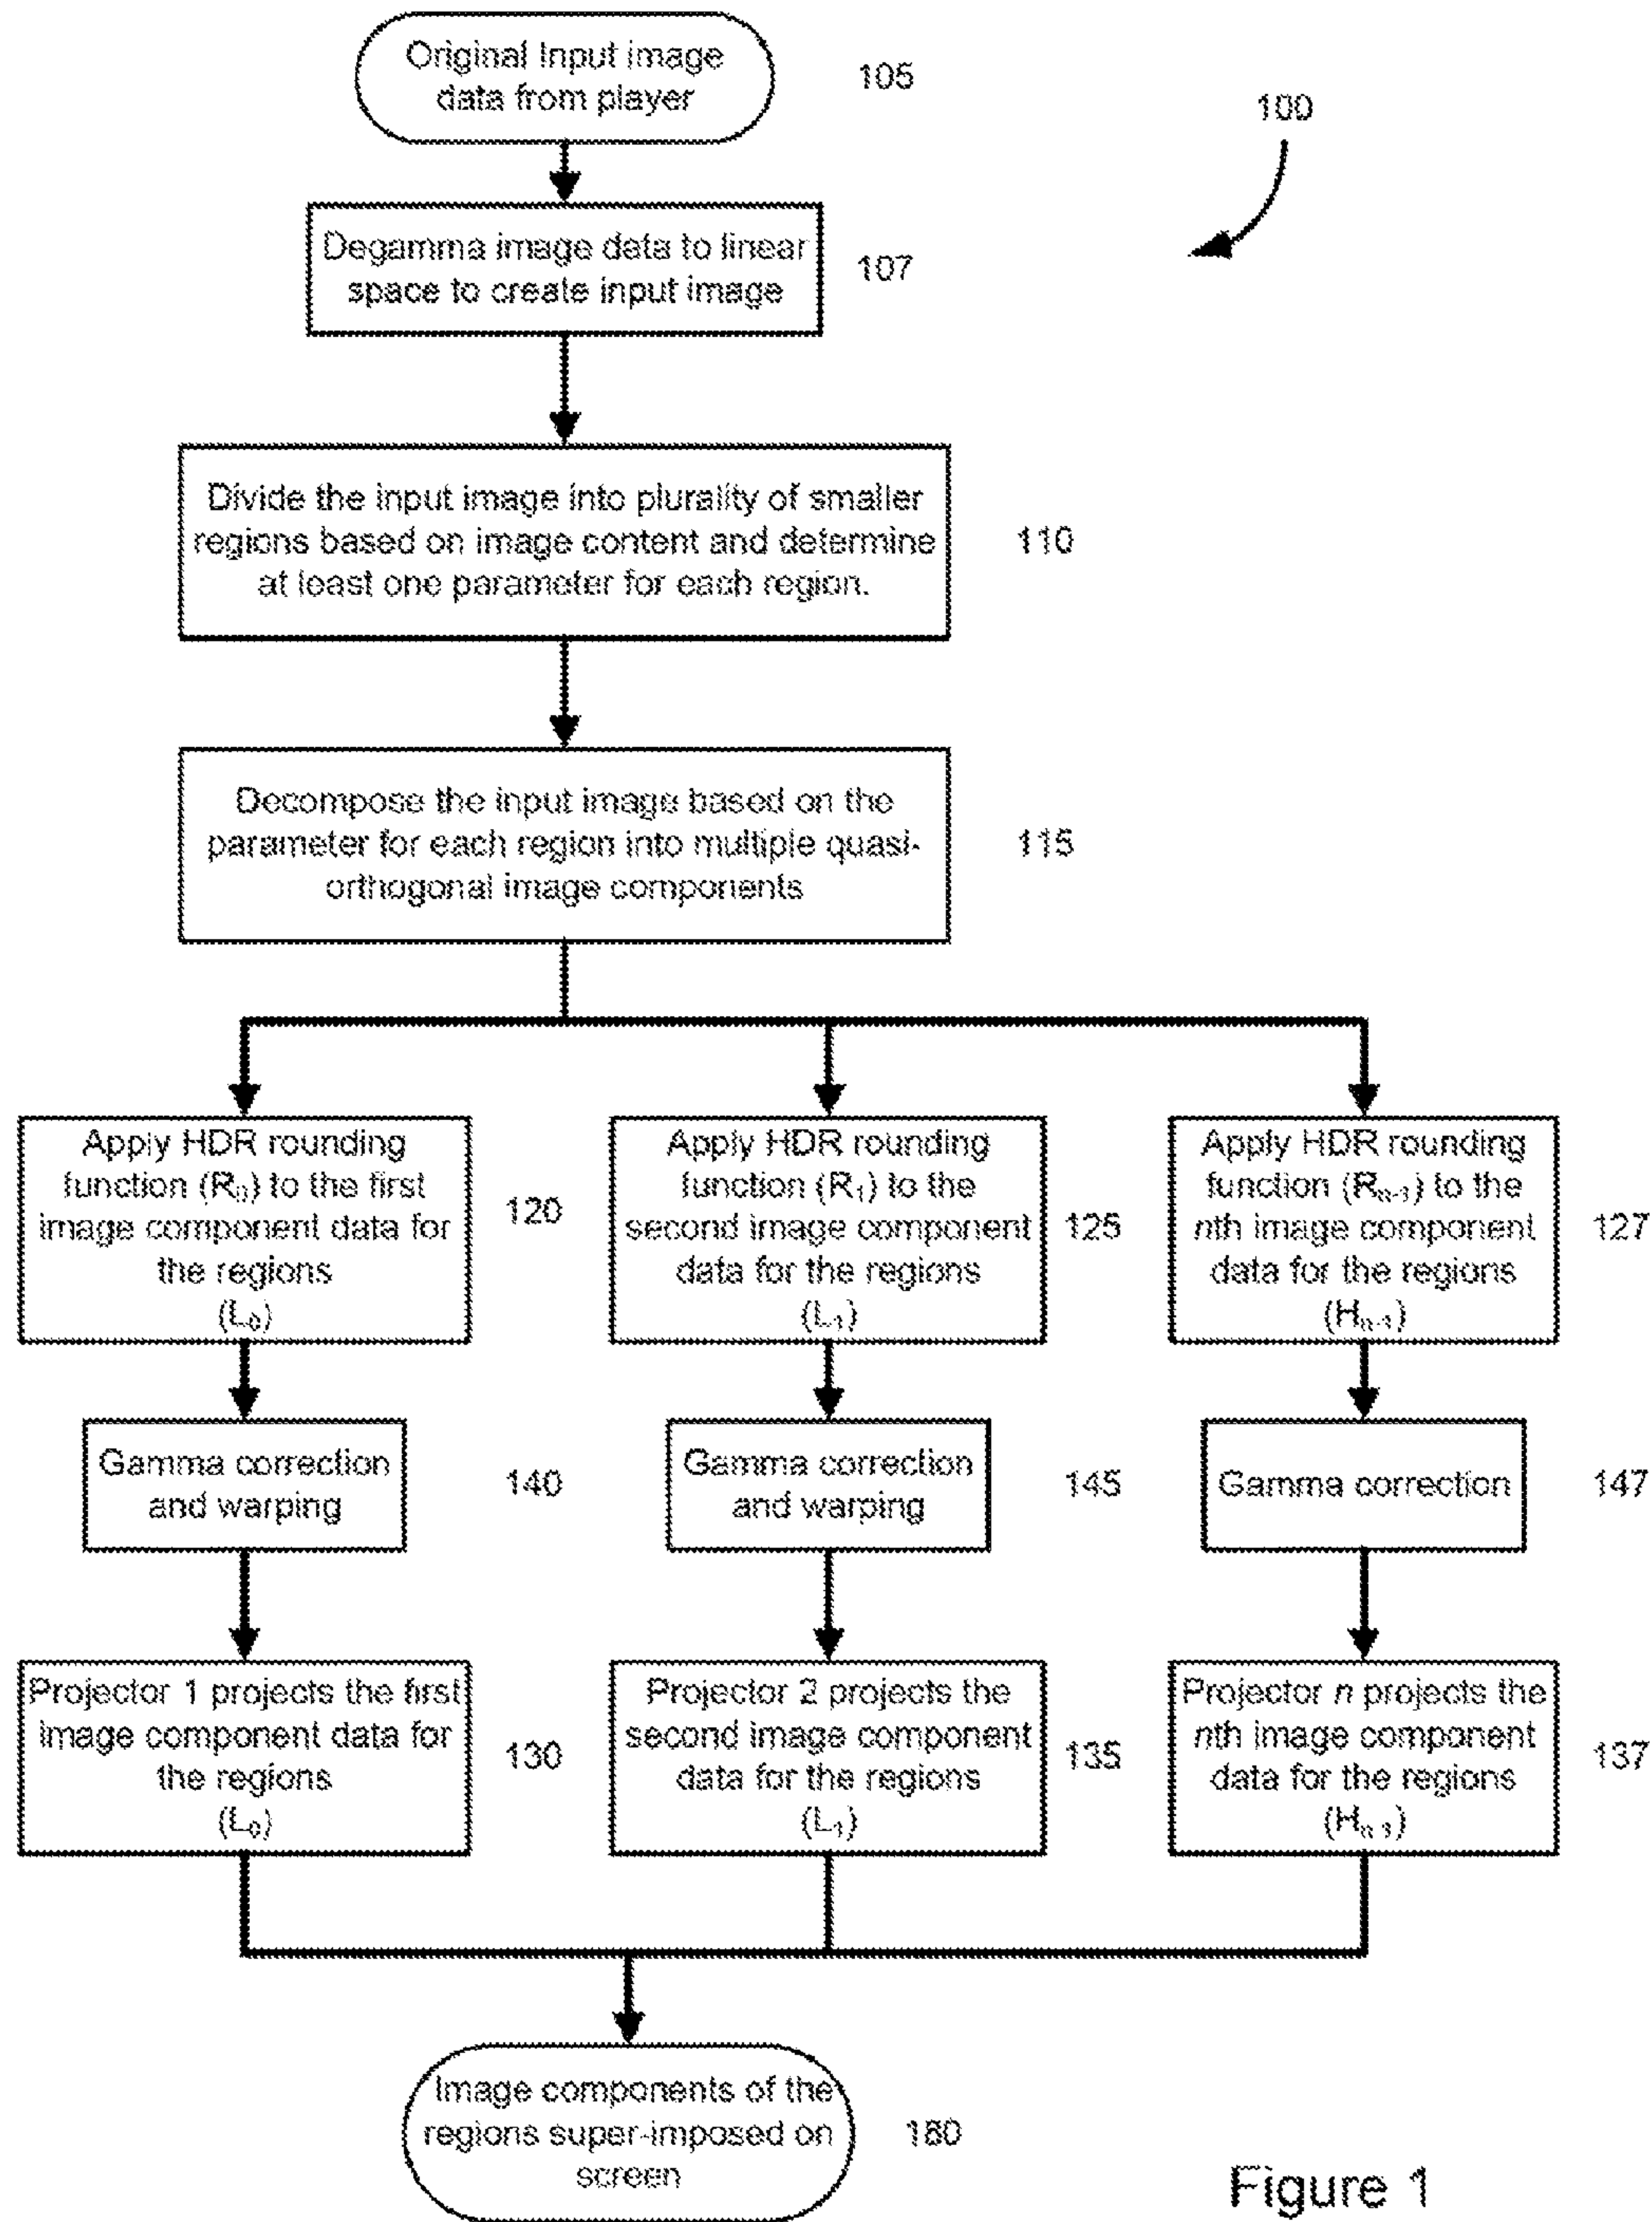 Original Input image
data from player
105
100
Degamma image data to linear
space to create input image
107
Divide the input image into plurality of smaller
regions based on image content and determine
at least one parameter for each region.
110
Decompose the input image based on the
parameter for each region into multiple quasi-
orthogonal image components
115
Apply HDR rounding
function (R₀) to the first
image component data for
the regions
(L₀)
120
Apply HDR rounding
function (R₁) to the
second image component
data for the regions
(L₁)
125
Apply HDR rounding
function (Rₙ₋₁) to the
nth image component
data for the regions
(Hₙ₋₁)
127
Gamma correction
and warping
140
Gamma correction
and warping
145
Gamma correction
147
Projector 1 projects the first
image component data for
the regions
(L₀)
130
Projector 2 projects the
second image component
data for the regions
(L₁)
135
Projector n projects the
nth image component
data for the regions
(Hₙ₋₁)
137
Image components of the
regions super-imposed on
screen
180
Figure 1